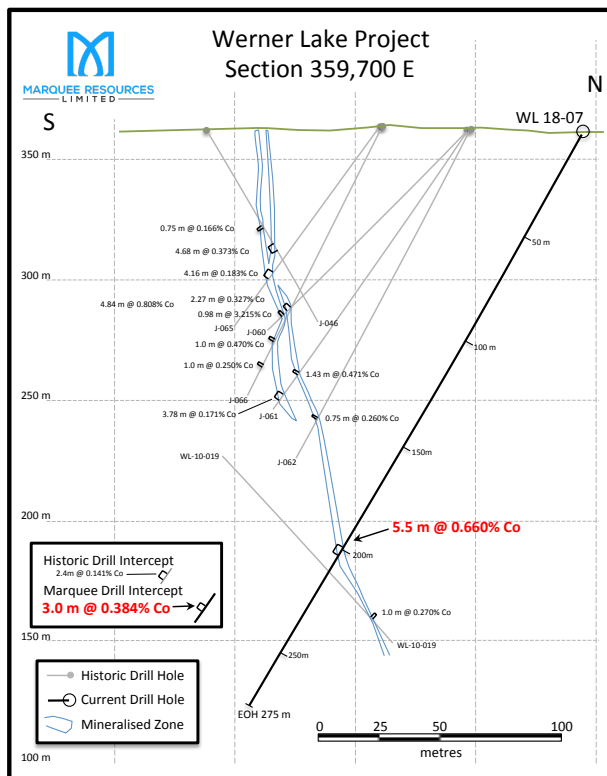 MARQUEE RESOURCES
LIMITED
Werner Lake Project
Section 359,700 E
S
N
WL 18-07
350 m
50 m
0.75 m @ 0.166% Co
4.68 m @ 0.373% Co
4.16 m @ 0.183% Co
300 m
2.27 m @ 0.327% Co
4.84 m @ 0.808% Co
0.98 m @ 3.215% Co
J-065
J-060
J-046
1.0 m @ 0.470% Co
100 m
1.0 m @ 0.250% Co
1.43 m @ 0.471% Co
250 m
J-066
3.78 m @ 0.171% Co
J-061
0.75 m @ 0.260% Co
150m
WL-10-019
J-062
200 m
5.5 m @ 0.660% Co
200m
Historic Drill Intercept
2.4m @ 0.141% Co
Marquee Drill Intercept
3.0 m @ 0.384% Co
1.0 m @ 0.270% Co
150 m
WL-10-019
250m
Historic Drill Hole
Current Drill Hole
Mineralised Zone
EOH 275 m
0 20 40 60 100
metres
100 m